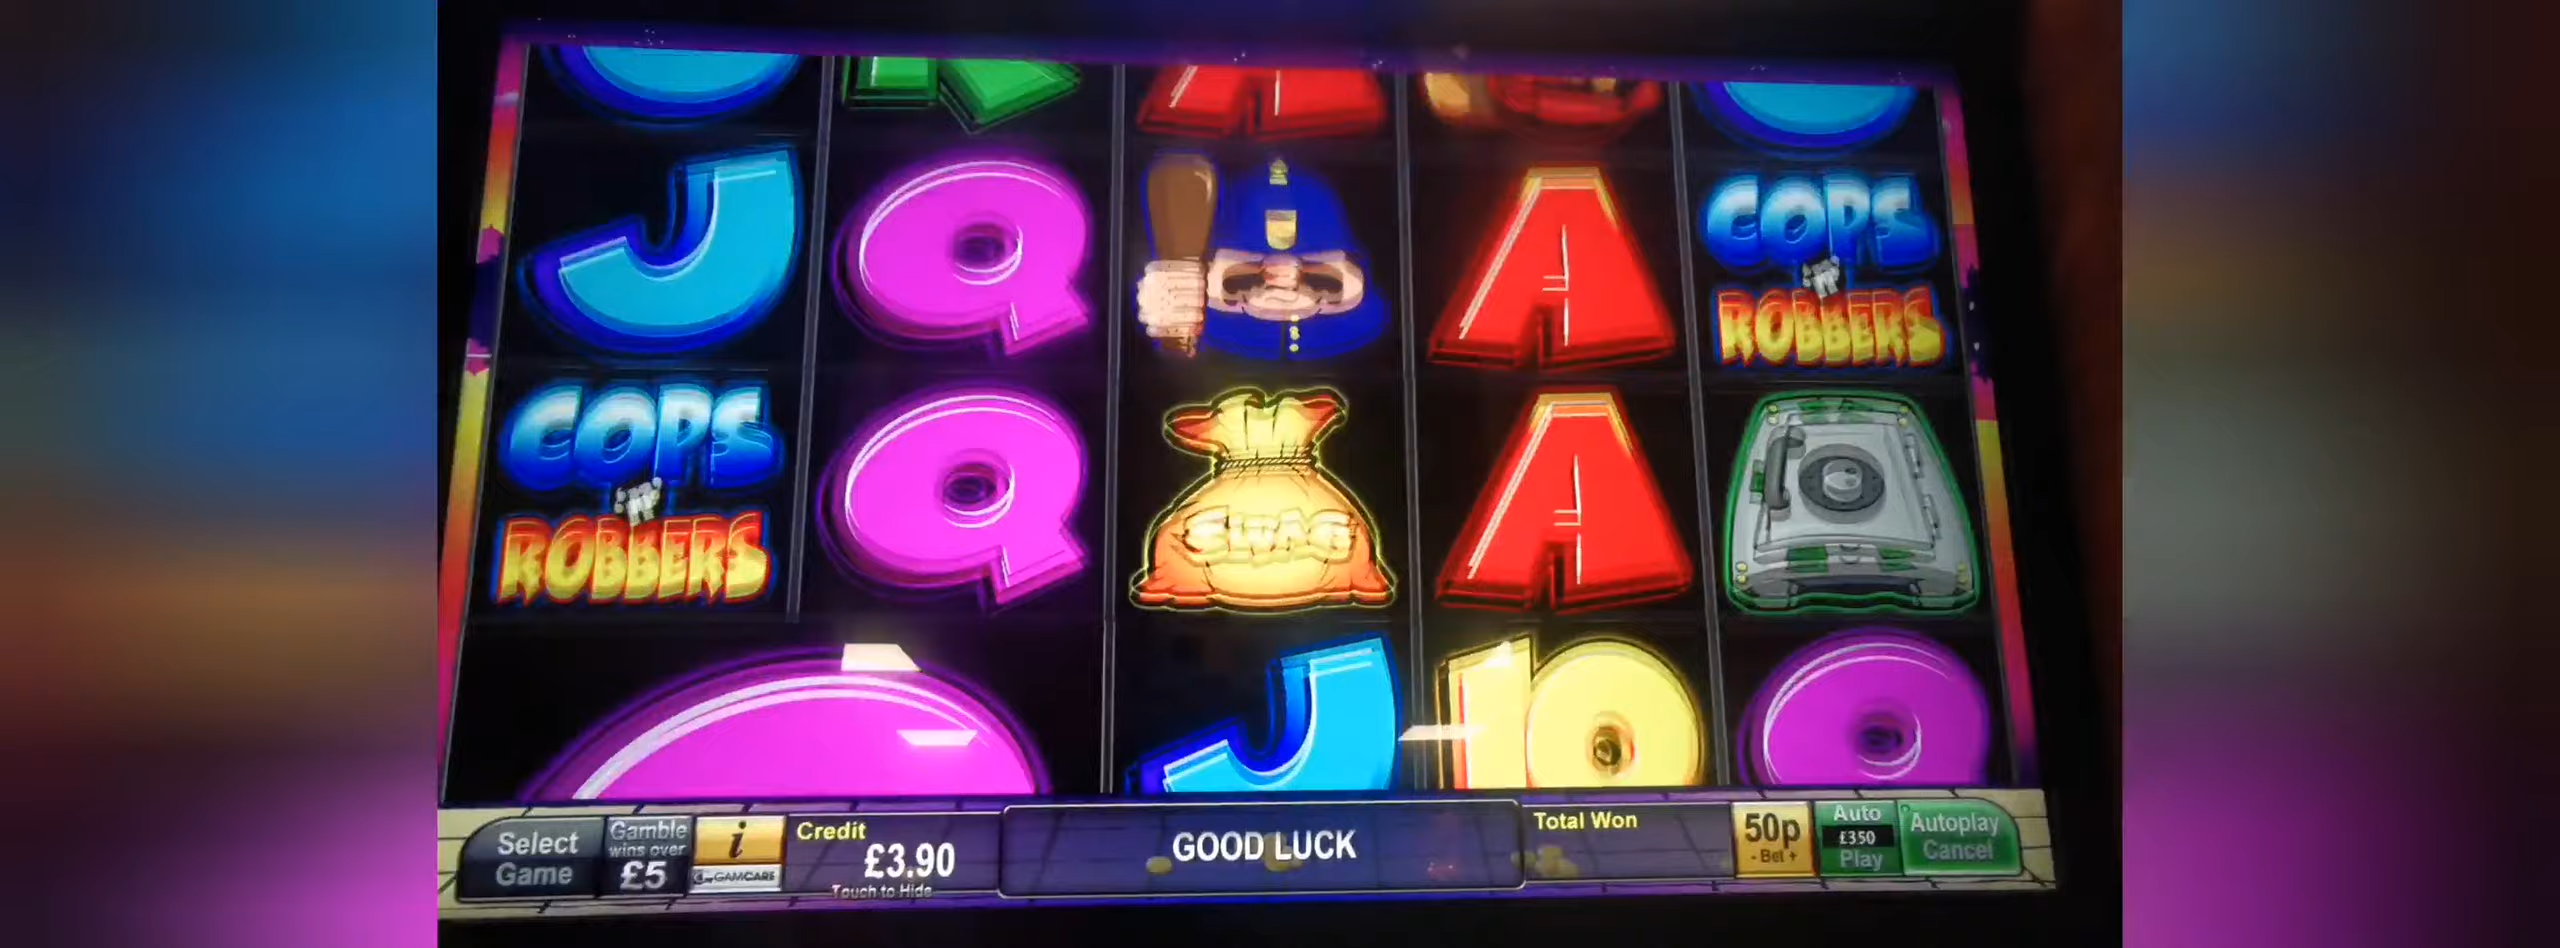 K A
J Q A COPS
'n'
ROBBERS
COPS
'n'
ROBBERS
Q SWAG A
J 10 Q
Select
Game
Gamble
wins over
£5
i
GAMCARE
Credit
£3.90
Touch to Hide
GOOD LUCK
Total Won
50p
- Bet +
Auto
£350
Play
Autoplay
Cancel